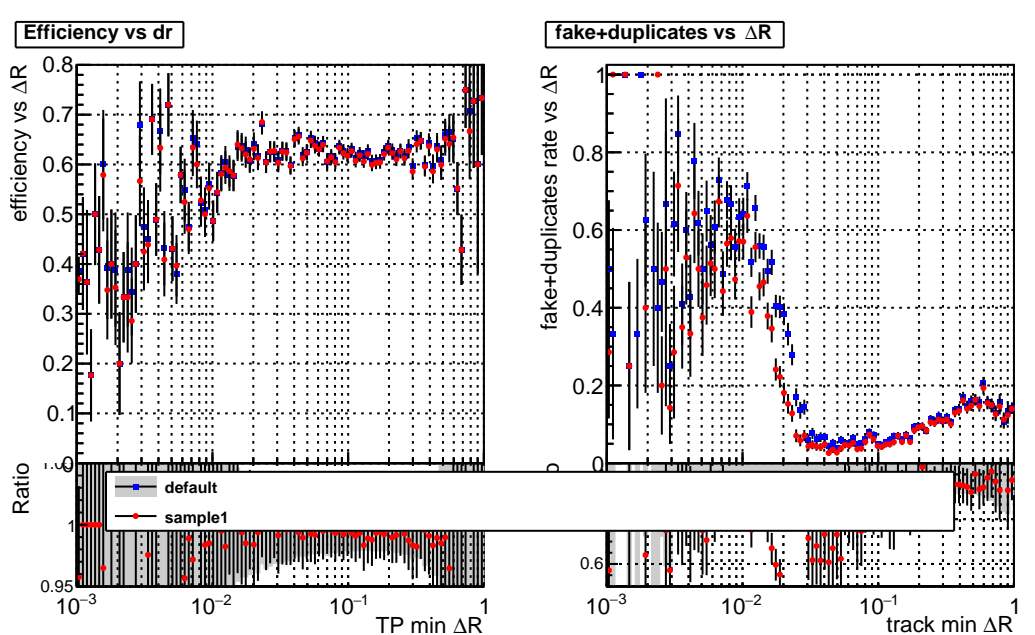 Efficiency vs dr
fake+duplicates vs ΔR
efficiency vs ΔR
0.8
0.7
0.6
0.5
0.4
0.3
0.2
0.1
0
fake+duplicates rate vs ΔR
1
0.8
0.6
0.4
0.2
0
Ratio
1
0.95
0.6
default
sample1
10⁻³
10⁻²
10⁻¹
1
TP min ΔR
10⁻³
10⁻²
10⁻¹
1
track min ΔR